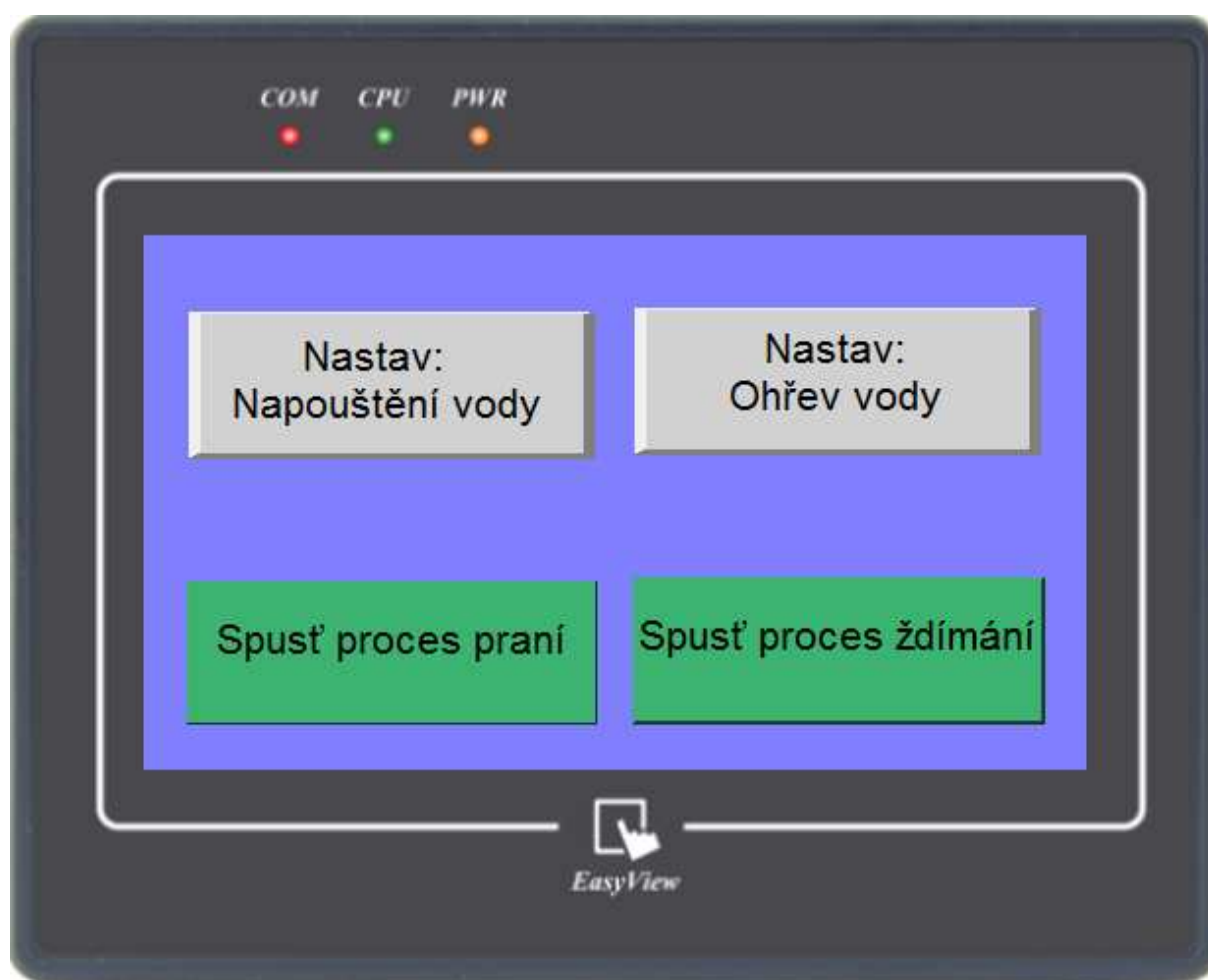 COM CPU PWR
Nastav:
Napouštění vody
Nastav:
Ohřev vody
Spusť proces praní
Spusť proces ždímání
EasyView